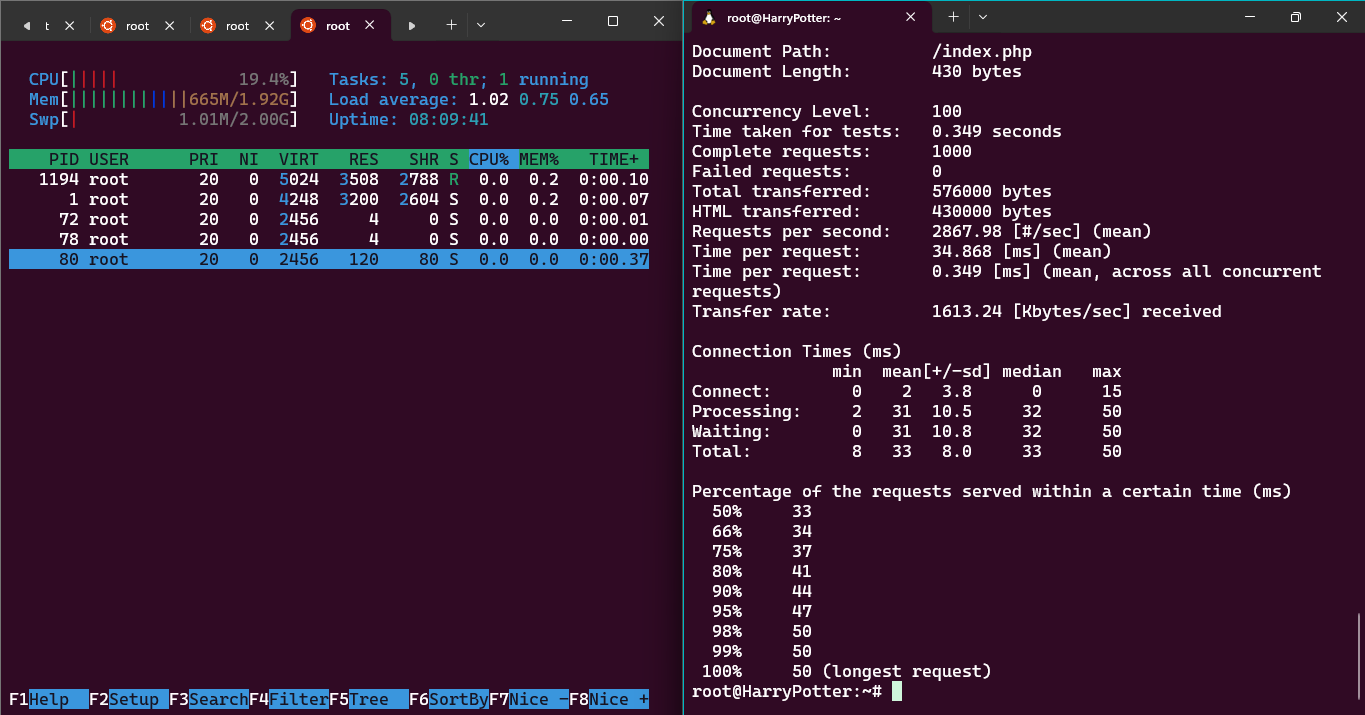 t root root root
CPU[||||| 19.4%] Tasks: 5, 0 thr; 1 running
Mem[||||||||||||665M/1.92G] Load average: 1.02 0.75 0.65
Swp[| 1.01M/2.00G] Uptime: 08:09:41
PID USER PRI NI VIRT RES SHR S CPU% MEM% TIME+
1194 root 20 0 5024 3508 2788 R 0.0 0.2 0:00.10
1 root 20 0 4248 3200 2604 S 0.0 0.2 0:00.07
72 root 20 0 2456 4 0 S 0.0 0.0 0:00.01
78 root 20 0 2456 4 0 S 0.0 0.0 0:00.00
80 root 20 0 2456 120 80 S 0.0 0.0 0:00.37
F1Help F2Setup F3SearchF4FilterF5Tree F6SortByF7Nice -F8Nice +
root@HarryPotter: ~
Document Path: /index.php
Document Length: 430 bytes
Concurrency Level: 100
Time taken for tests: 0.349 seconds
Complete requests: 1000
Failed requests: 0
Total transferred: 576000 bytes
HTML transferred: 430000 bytes
Requests per second: 2867.98 [#/sec] (mean)
Time per request: 34.868 [ms] (mean)
Time per request: 0.349 [ms] (mean, across all concurrent
requests)
Transfer rate: 1613.24 [Kbytes/sec] received
Connection Times (ms)
min mean[+/-sd] median max
Connect: 0 2 3.8 0 15
Processing: 2 31 10.5 32 50
Waiting: 0 31 10.8 32 50
Total: 8 33 8.0 33 50
Percentage of the requests served within a certain time (ms)
50% 33
66% 34
75% 37
80% 41
90% 44
95% 47
98% 50
99% 50
100% 50 (longest request)
root@HarryPotter:~#